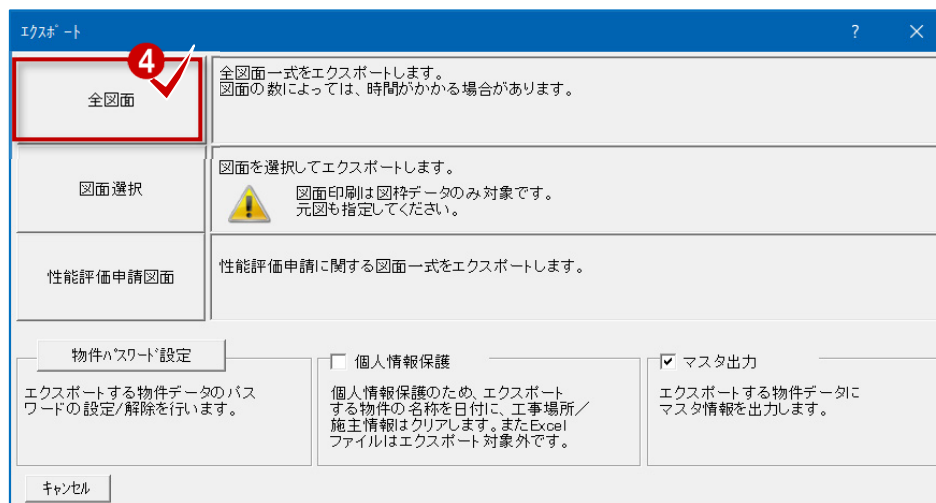 エクスポート
?
×
4
全図面
全図面一式をエクスポートします。
図面の数によっては、時間がかかる場合があります。
図面選択
図面を選択してエクスポートします。
図面印刷は図枠データのみ対象です。
元図も指定してください。
性能評価申請図面
性能評価申請に関する図面一式をエクスポートします。
物件パスワード設定
エクスポートする物件データのパス
ワードの設定/解除を行います。
個人情報保護
個人情報保護のため、エクスポート
する物件の名称を日付に、工事場所/
施主情報はクリアします。またExcel
ファイルはエクスポート対象外です。
マスタ出力
エクスポートする物件データに
マスタ情報を出力します。
キャンセル